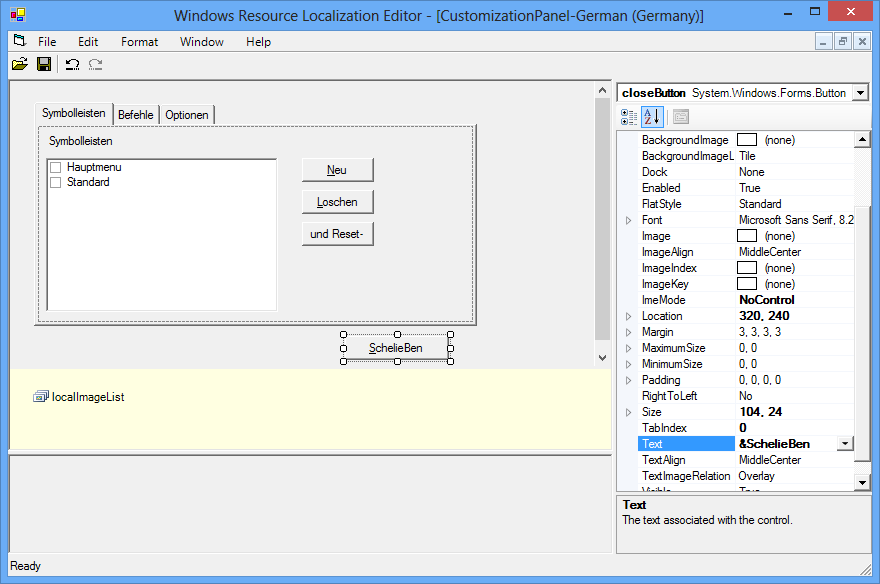 Windows Resource Localization Editor - [CustomizationPanel-German (Germany)]
File Edit Format Window Help
Symbolleisten Befehle Optionen
Symbolleisten
Hauptmenu
Standard
Neu
Loschen
und Reset-
SchelieBen
localImageList
closeButton System.Windows.Forms.Button
BackgroundImage (none)
BackgroundImageL Tile
Dock None
Enabled True
FlatStyle Standard
Font Microsoft Sans Serif, 8.2
Image (none)
ImageAlign MiddleCenter
ImageIndex (none)
ImageKey (none)
ImeMode NoControl
Location 320, 240
Margin 3, 3, 3, 3
MaximumSize 0, 0
MinimumSize 0, 0
Padding 0, 0, 0, 0
RightToLeft No
Size 104, 24
TabIndex 0
Text &SchelieBen
TextAlign MiddleCenter
TextImageRelation Overlay
Visible True
Text
The text associated with the control.
Ready